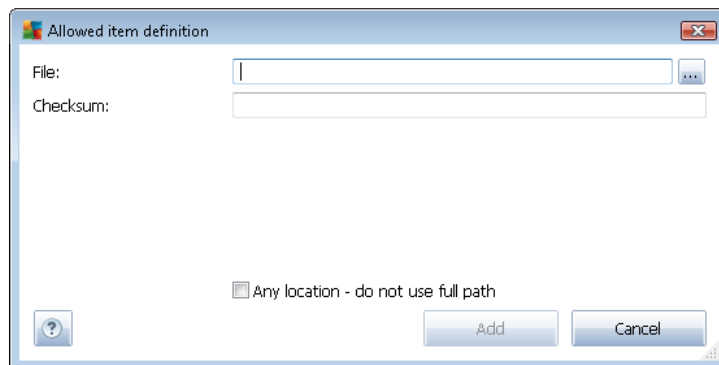 Allowed item definition
File:
...
Checksum:
Any location - do not use full path
?
Add
Cancel